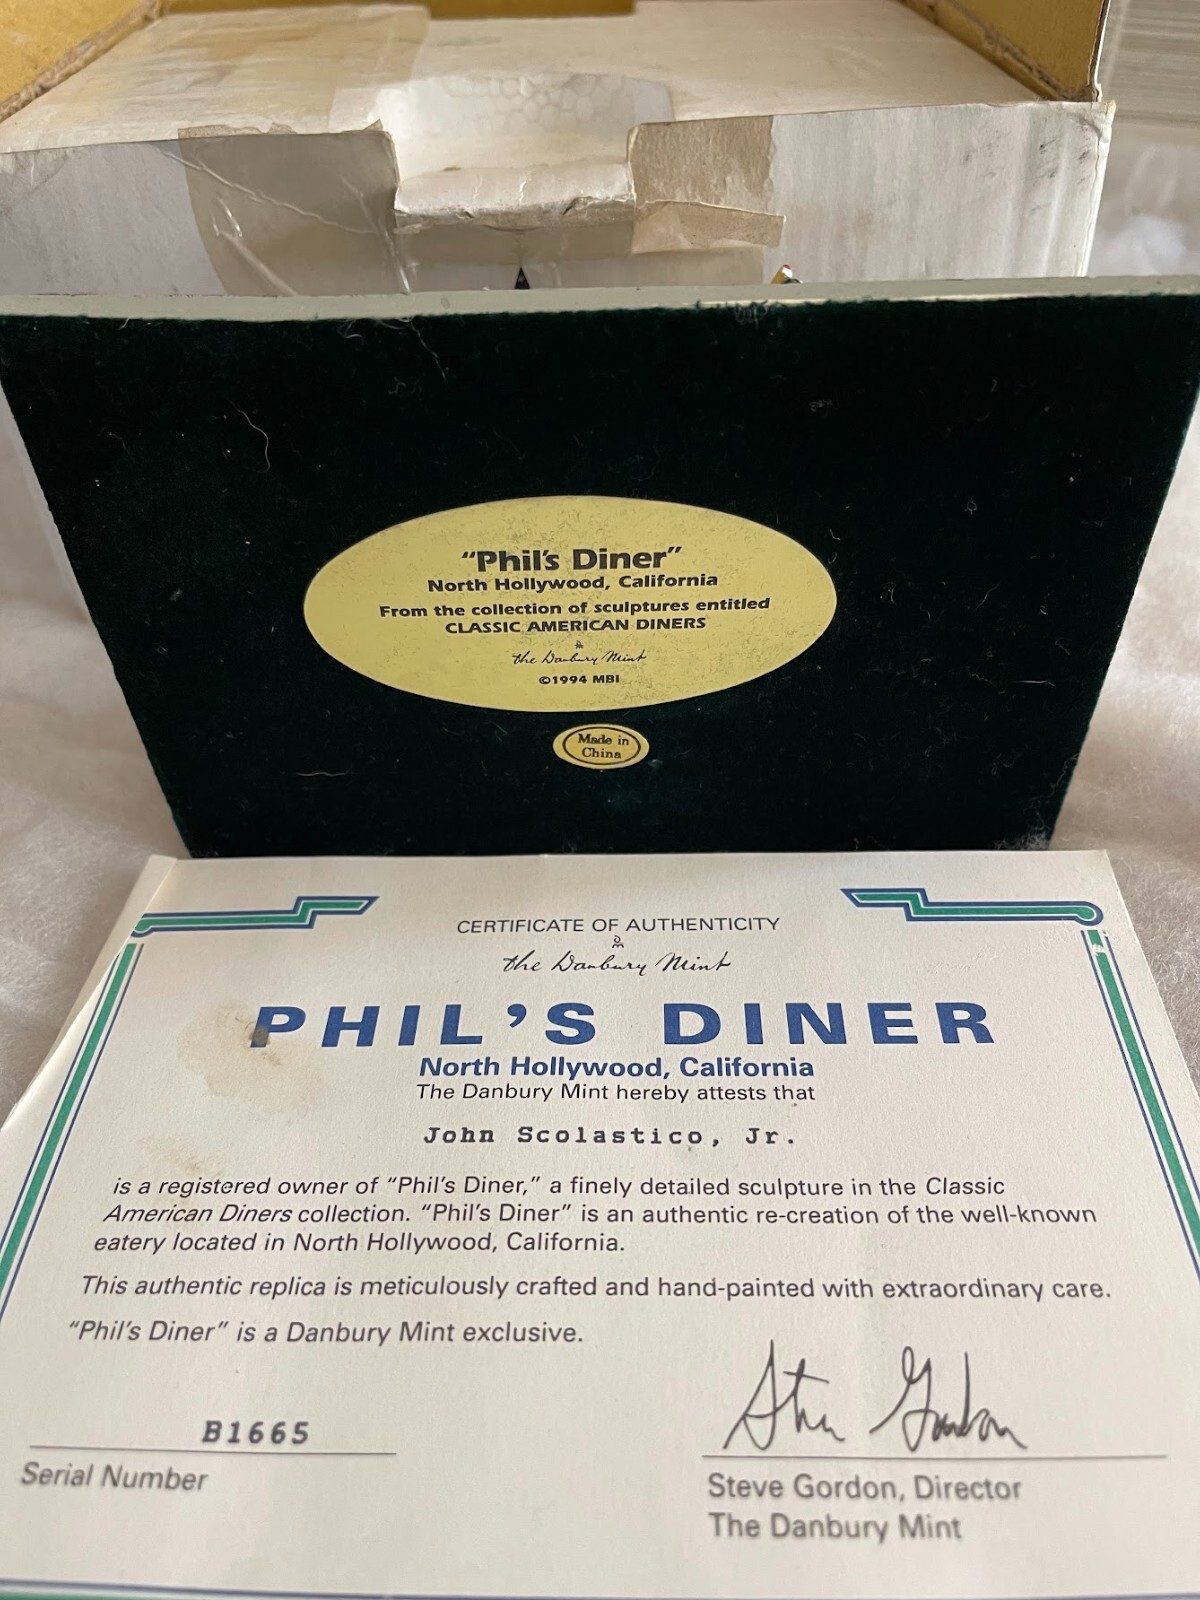 “Phil's Diner”
North Hollywood, California
From the collection of sculptures entitled
CLASSIC AMERICAN DINERS
DM
the Danbury Mint
©1994 MBI
Made in
China
CERTIFICATE OF AUTHENTICITY
DM
the Danbury Mint
PHIL’S DINER
North Hollywood, California
The Danbury Mint hereby attests that
John Scolastico, Jr.
is a registered owner of “Phil’s Diner,” a finely detailed sculpture in the Classic
American Diners collection. “Phil’s Diner” is an authentic re-creation of the well-known
eatery located in North Hollywood, California.
This authentic replica is meticulously crafted and hand-painted with extraordinary care.
“Phil’s Diner” is a Danbury Mint exclusive.
Steve Gordon
B1665
Serial Number
Steve Gordon, Director
The Danbury Mint